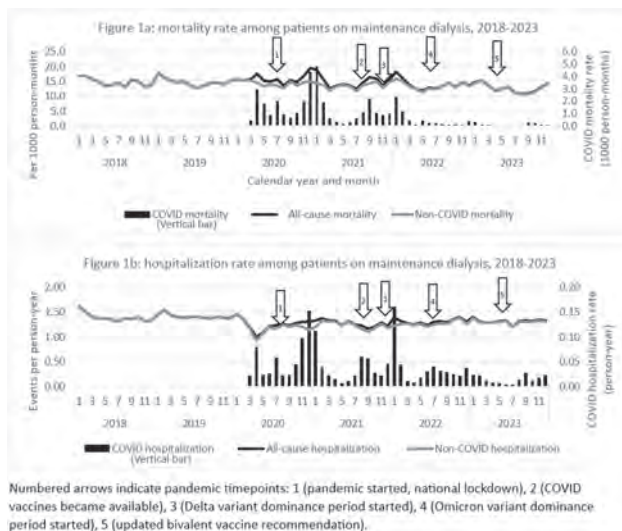 Figure 1a: mortality rate among patients on maintenance dialysis, 2018-2023
Per 1000 person-months
25.0
20.0
15.0
10.0
5.0
0.0
1 2 3 4 5
6.0
5.0
4.0
3.0
2.0
1.0
0.0
COVID mortality rate
(1000 person-months)
1 3 5 7 9 11 1 3 5 7 9 11 1 3 5 7 9 11 1 3 5 7 9 11 1 3 5 7 9 11 1 3 5 7 9 11
2018 2019 2020 2021 2022 2023
Calendar year and month
COVID mortality
(Vertical bar)
All-cause mortality
Non-COVID mortality
Figure 1b: hospitalization rate among patients on maintenance dialysis, 2018-2023
Events per person-year
2.00
1.50
1.00
0.50
0.00
1 2 3 4 5
0.20
0.15
0.10
0.05
0.00
COVID hospitalization rate
(person-year)
1 3 5 7 9 11 1 3 5 7 9 11 1 3 5 7 9 11 1 3 5 7 9 11 1 3 5 7 9 11 1 3 5 7 9 11
2018 2019 2020 2021 2022 2023
COVID hospitalization
(Vertical bar)
All-cause hospitalization
Non-COVID hospitalization
Numbered arrows indicate pandemic timepoints: 1 (pandemic started, national lockdown), 2 (COVID
vaccines became available), 3 (Delta variant dominance period started), 4 (Omicron variant dominance
period started), 5 (updated bivalent vaccine recommendation).